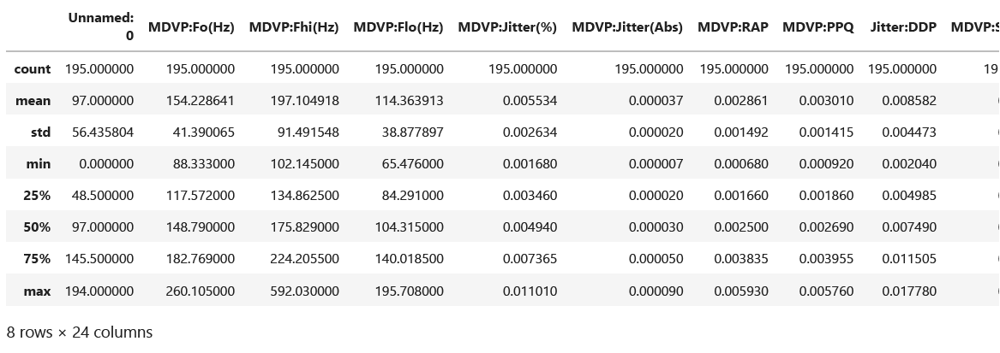 Unnamed: 0 MDVP:Fo(Hz) MDVP:Fhi(Hz) MDVP:Flo(Hz) MDVP:Jitter(%) MDVP:Jitter(Abs) MDVP:RAP MDVP:PPQ Jitter:DDP MDVP:S
count 195.000000 195.000000 195.000000 195.000000 195.000000 195.000000 195.000000 195.000000 195.000000 19
mean 97.000000 154.228641 197.104918 114.363913 0.005534 0.000037 0.002861 0.003010 0.008582
std 56.435804 41.390065 91.491548 38.877897 0.002634 0.000020 0.001492 0.001415 0.004473
min 0.000000 88.333000 102.145000 65.476000 0.001680 0.000007 0.000680 0.000920 0.002040
25% 48.500000 117.572000 134.862500 84.291000 0.003460 0.000020 0.001660 0.001860 0.004985
50% 97.000000 148.790000 175.829000 104.315000 0.004940 0.000030 0.002500 0.002690 0.007490
75% 145.500000 182.769000 224.205500 140.018500 0.007365 0.000050 0.003835 0.003955 0.011505
max 194.000000 260.105000 592.030000 195.708000 0.011010 0.000090 0.005930 0.005760 0.017780
8 rows × 24 columns